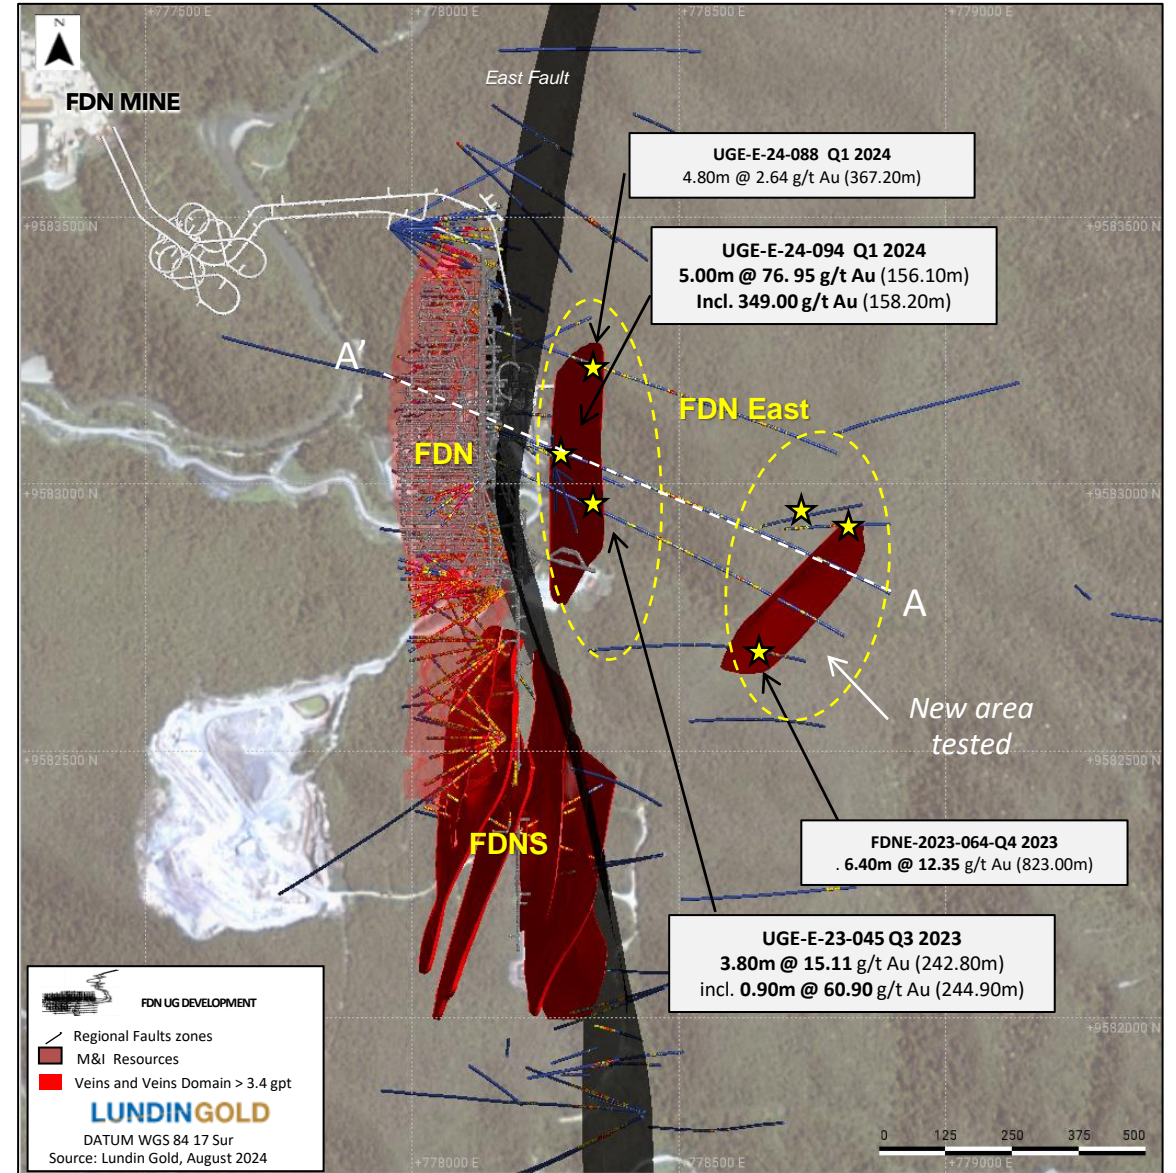 +777500 E
+778000 E
+778500 E
+779000 E
N
FDN MINE
East Fault
UGE-E-24-088 Q1 2024
4.80m @ 2.64 g/t Au (367.20m)
+9583500 N
+9583500 N
UGE-E-24-094 Q1 2024
5.00m @ 76. 95 g/t Au (156.10m)
Incl. 349.00 g/t Au (158.20m)
A’
FDN East
FDN
+9583000 N
+9583000 N
A
New area
tested
+9582500 N
+9582500 N
FDNS
FDNE-2023-064-Q4 2023
. 6.40m @ 12.35 g/t Au (823.00m)
UGE-E-23-045 Q3 2023
3.80m @ 15.11 g/t Au (242.80m)
incl. 0.90m @ 60.90 g/t Au (244.90m)
FDN UG DEVELOPMENT
Regional Faults zones
M&I Resources
Veins and Veins Domain > 3.4 gpt
LUNDINGOLD
DATUM WGS 84 17 Sur
Source: Lundin Gold, August 2024
+9582000 N
0 125 250 375 500
+778000 E
+778500 E
+779000 E